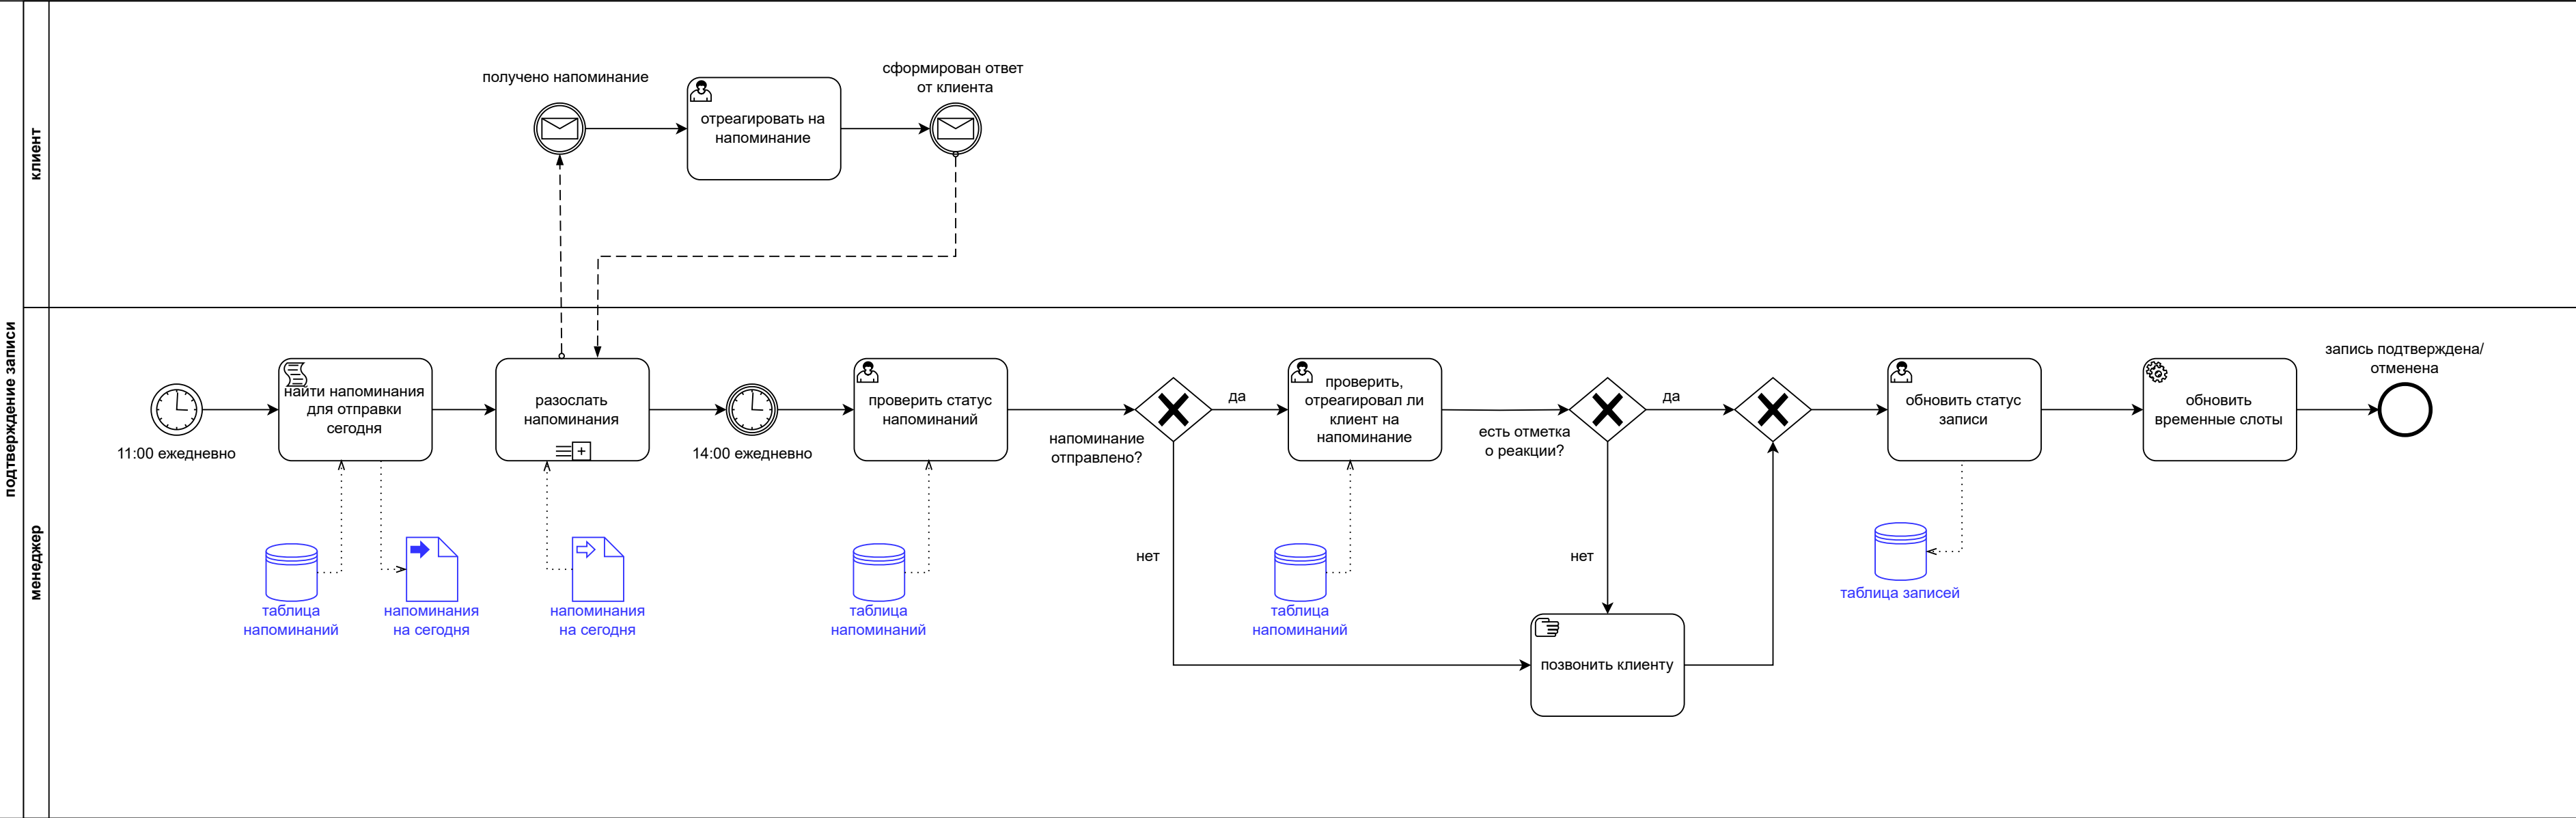 подтверждение записи
клиент
получено напоминание
отреагировать на
напоминание
сформирован ответ
от клиента
менеджер
11:00 ежедневно
найти напоминания
для отправки
сегодня
разослать
напоминания
14:00 ежедневно
проверить статус
напоминаний
напоминание
отправлено?
да
нет
проверить,
отреагировал ли
клиент на
напоминание
есть отметка
о реакции?
да
нет
позвонить клиенту
обновить статус
записи
обновить
временные слоты
запись подтверждена/
отменена
таблица
напоминаний
напоминания
на сегодня
напоминания
на сегодня
таблица
напоминаний
таблица
напоминаний
таблица записей